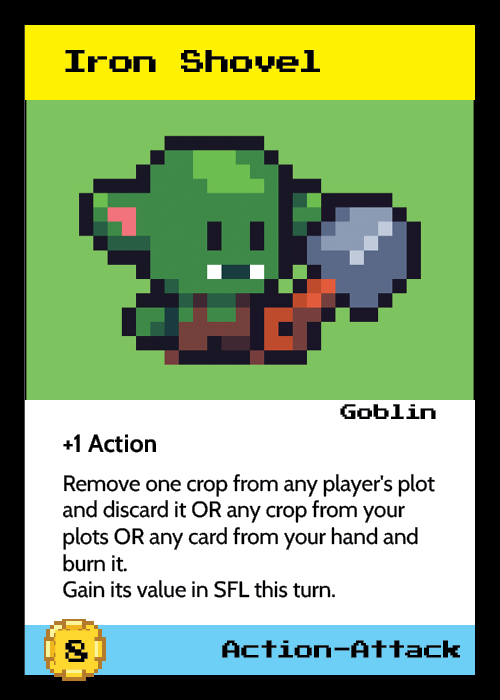 Iron Shovel
Goblin
+1 Action
Remove one crop from any player's plot
and discard it OR any crop from your
plots OR any card from your hand and
burn it.
Gain its value in SFL this turn.
8
Action-Attack